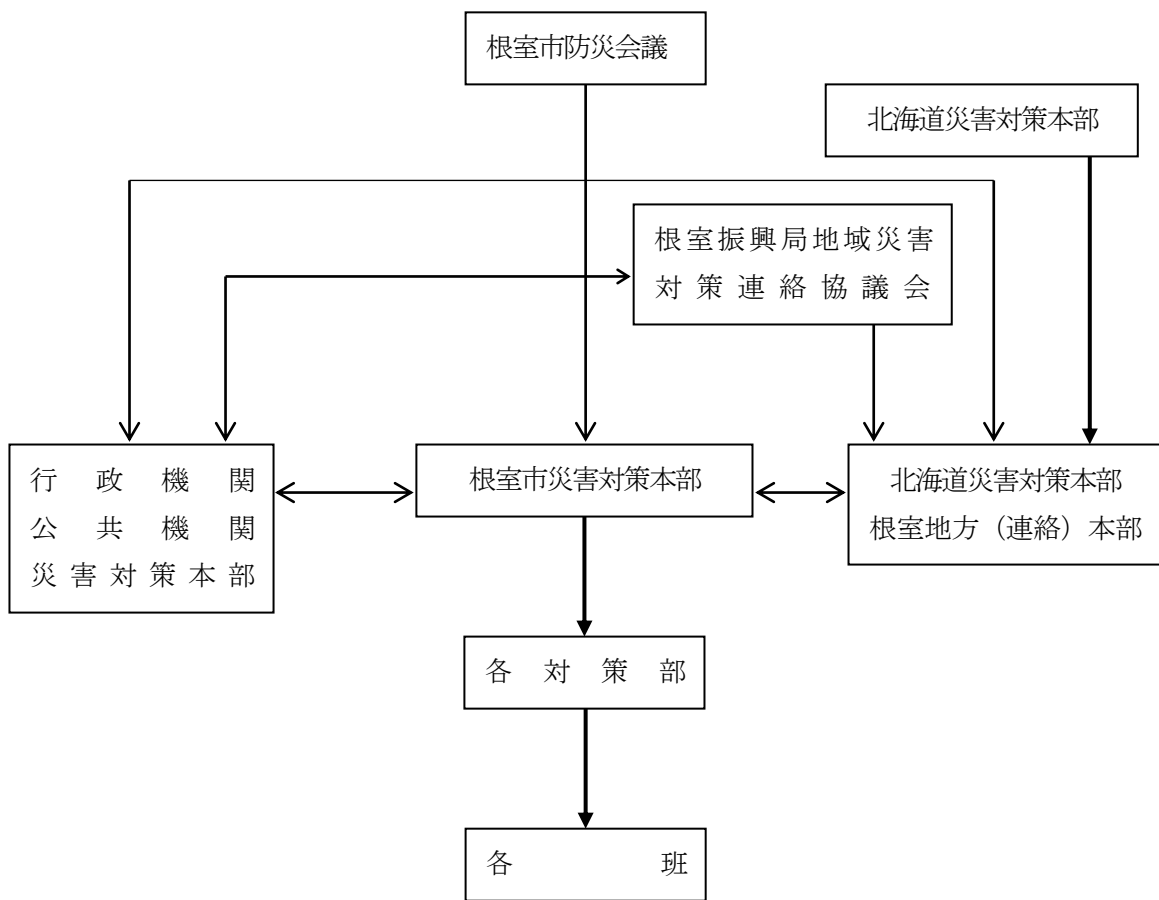 根室市防災会議
北海道災害対策本部
根室振興局地域災害
対策連絡協議会
行政機関
公共機関
災害対策本部
根室市災害対策本部
北海道災害対策本部
根室地方（連絡）本部
各対策部
各班